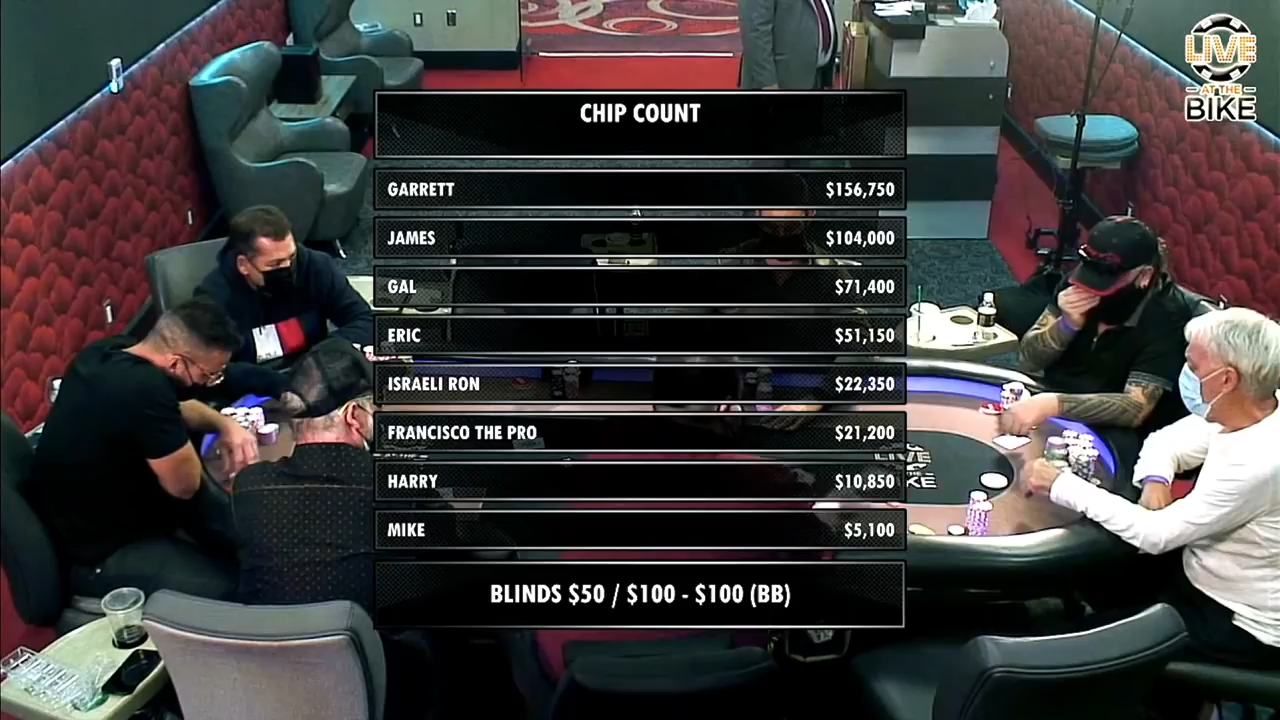 LIVE
AT THE
BIKE
CHIP COUNT
GARRETT $156,750
JAMES $104,000
GAL $71,400
ERIC $51,150
ISRAELI RON $22,350
FRANCISCO THE PRO $21,200
HARRY $10,850
MIKE $5,100
BLINDS $50 / $100 - $100 (BB)
LIVE